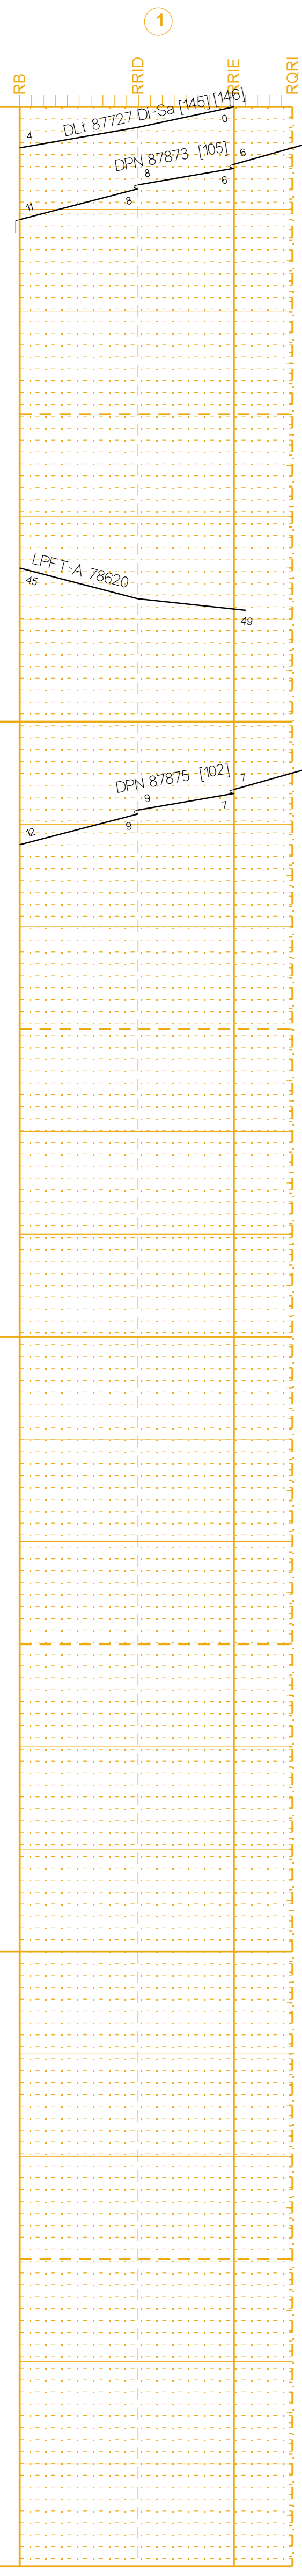 1
RB RRID RRIE RQRI
DLt 87727 Di-Sa [145] [146]
4 0
DPN 87873 [105]
11 8 8 6 6
LPFT-A 78620
45 49
DPN 87875 [102]
12 9 9 7 7